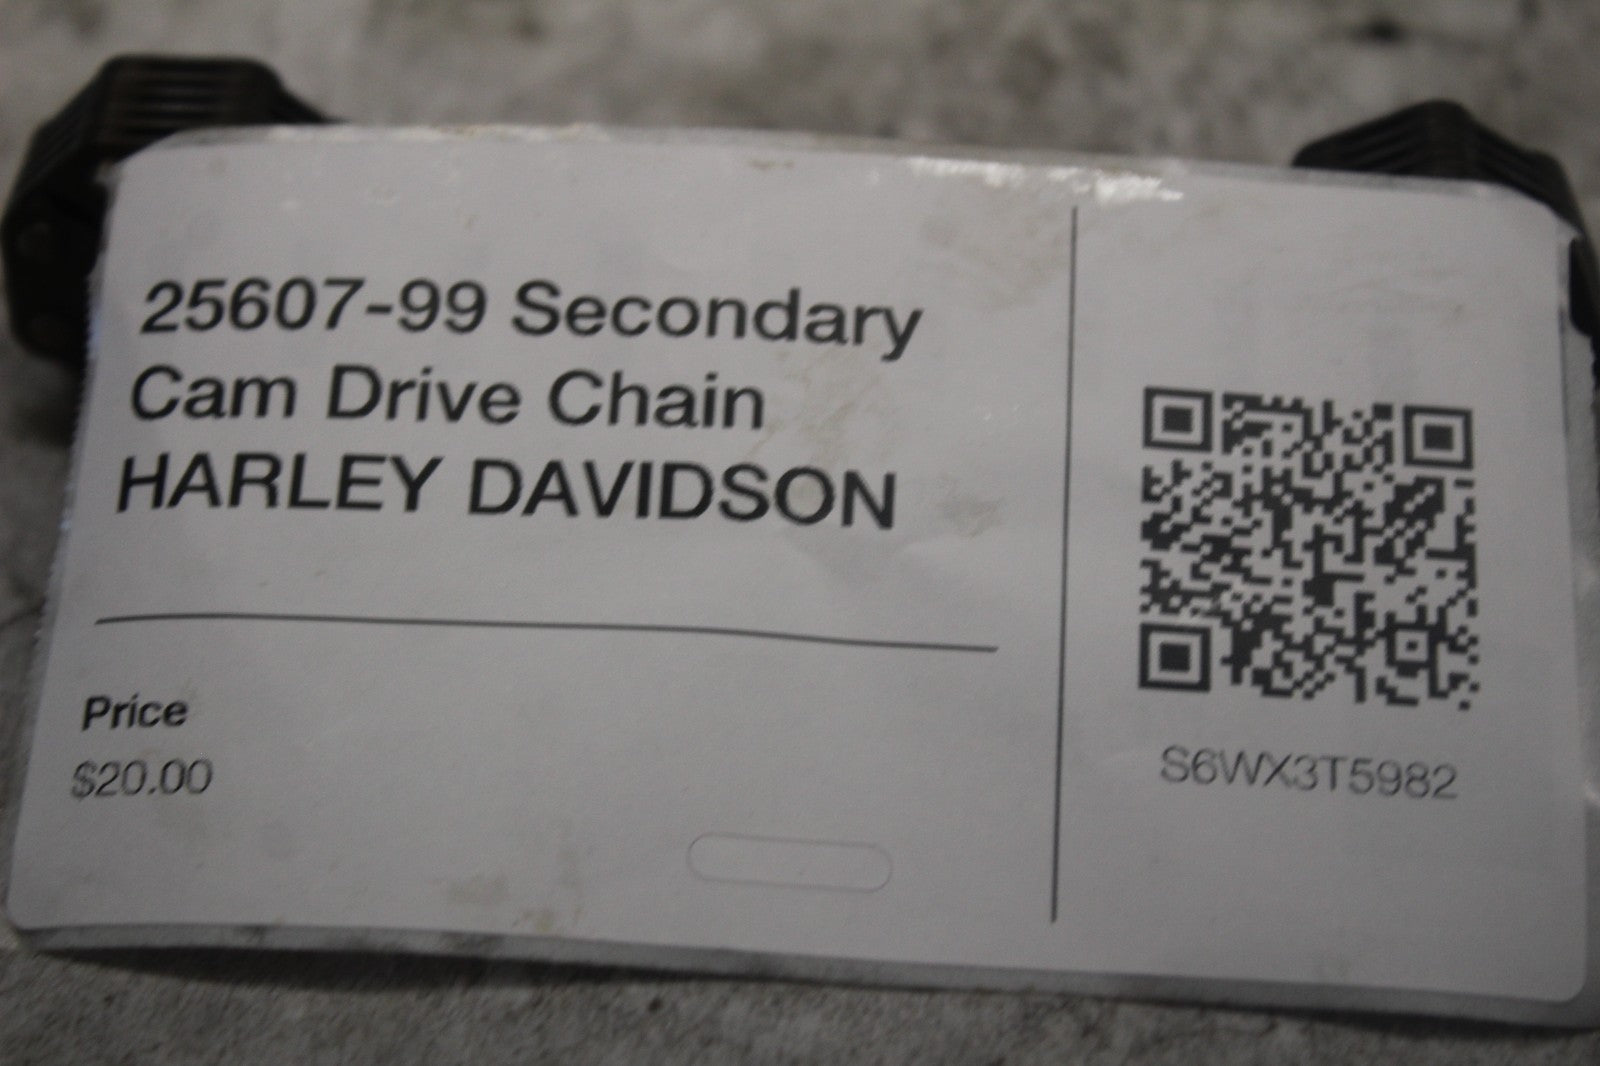 25607-99 Secondary
Cam Drive Chain
HARLEY DAVIDSON
Price
$20.00
S6WX3T5982